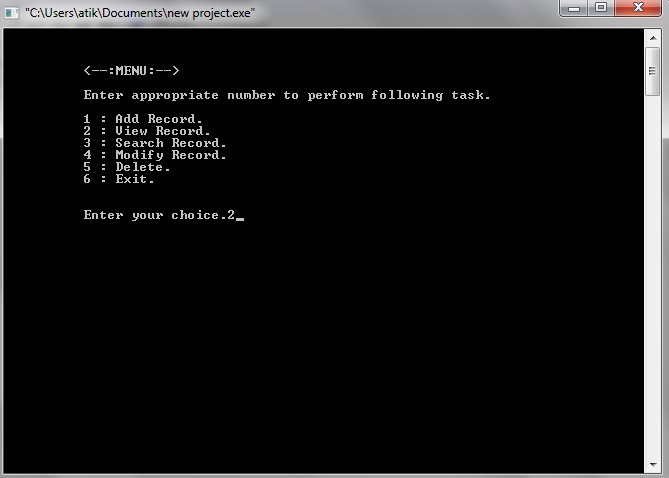 "C:\Users\atik\Documents\new project.exe"
<--:MENU:-->
Enter appropriate number to perform following task.
1 : Add Record.
2 : View Record.
3 : Search Record.
4 : Modify Record.
5 : Delete.
6 : Exit.
Enter your choice.2_